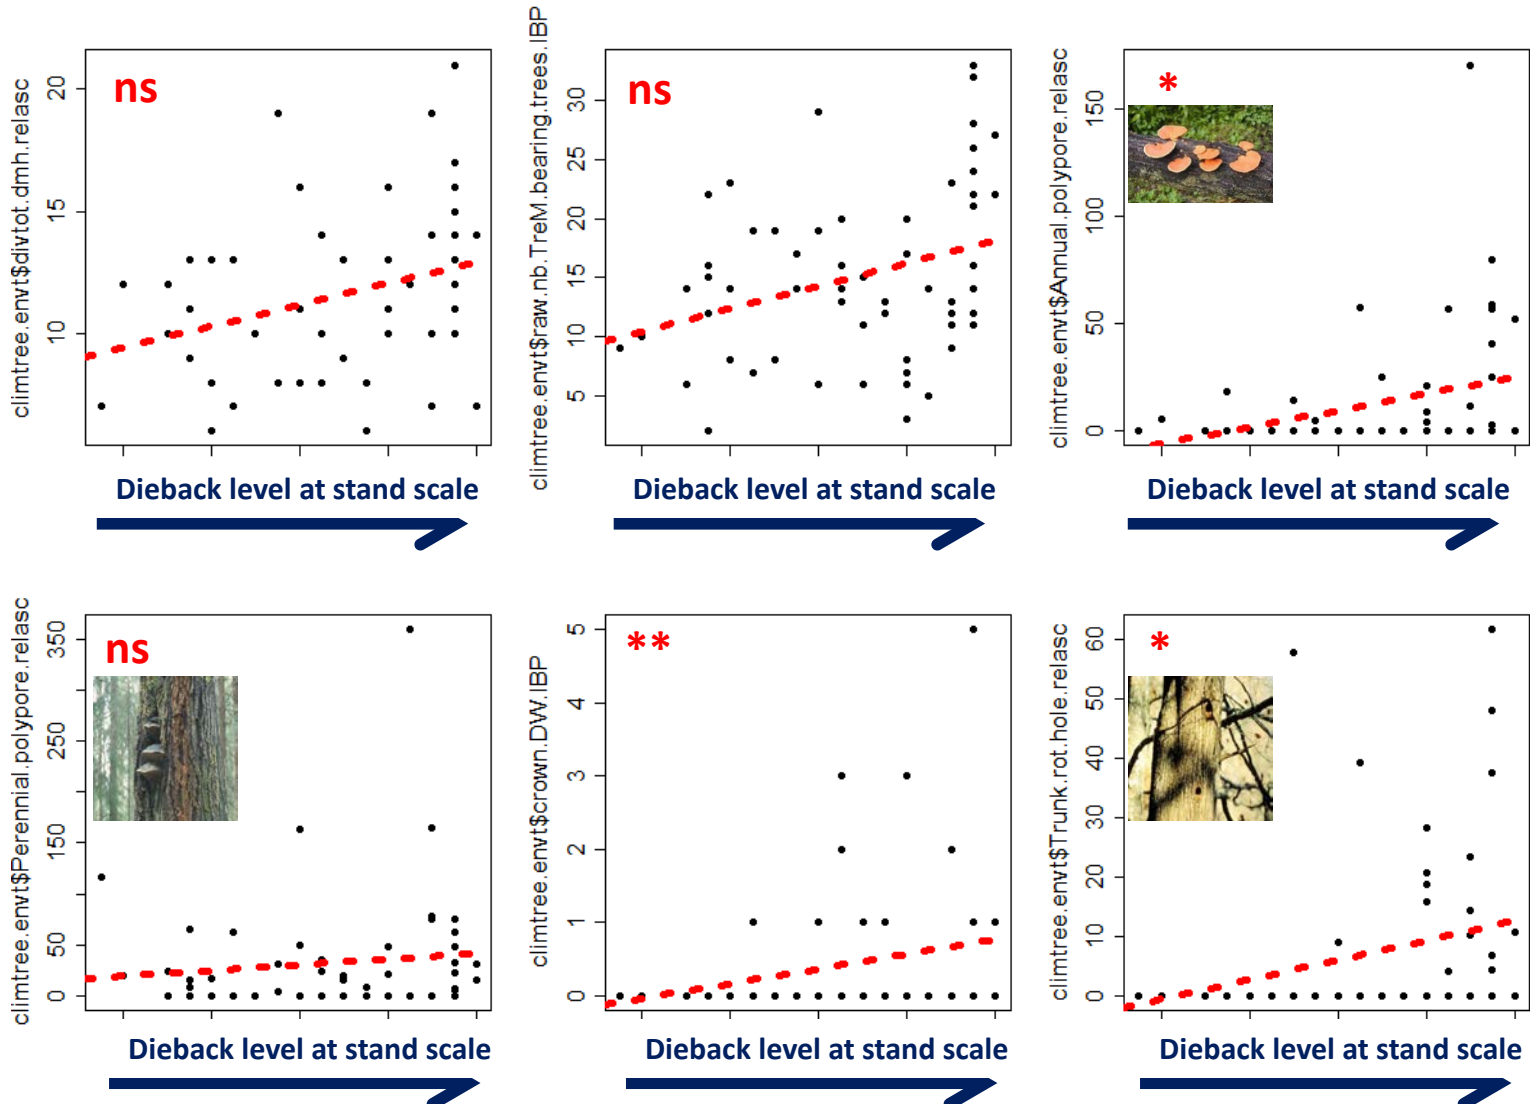 climtree.envt$divtot.dmh.relasc
20
15
10
ns
Dieback level at stand scale
climtree.envt$raw.nb.TreM.bearing.trees.IBP
30
25
20
15
10
5
ns
Dieback level at stand scale
climtree.envt$Annual.polypore.relasc
150
100
50
0
*
Dieback level at stand scale
climtree.envt$Perennial.polypore.relasc
350
250
150
50
0
ns
Dieback level at stand scale
climtree.envt$crown.DW.IBP
5
4
3
2
1
0
**
Dieback level at stand scale
climtree.envt$Trunk.rot.hole.relasc
60
50
40
30
20
10
0
*
Dieback level at stand scale